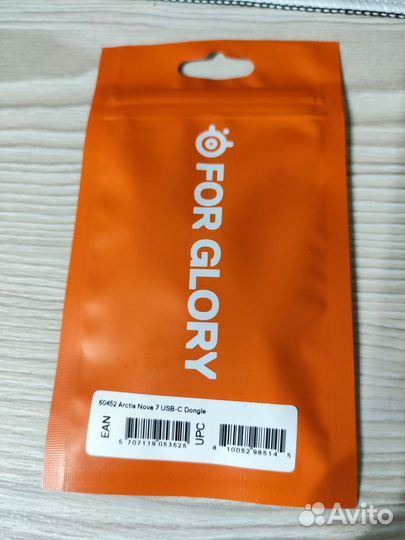 FOR GLORY
60452 Arctis Nova 7 USB-C Dongle
EAN
5 707119 053525
UPC
8 10052 98514 5
Avito